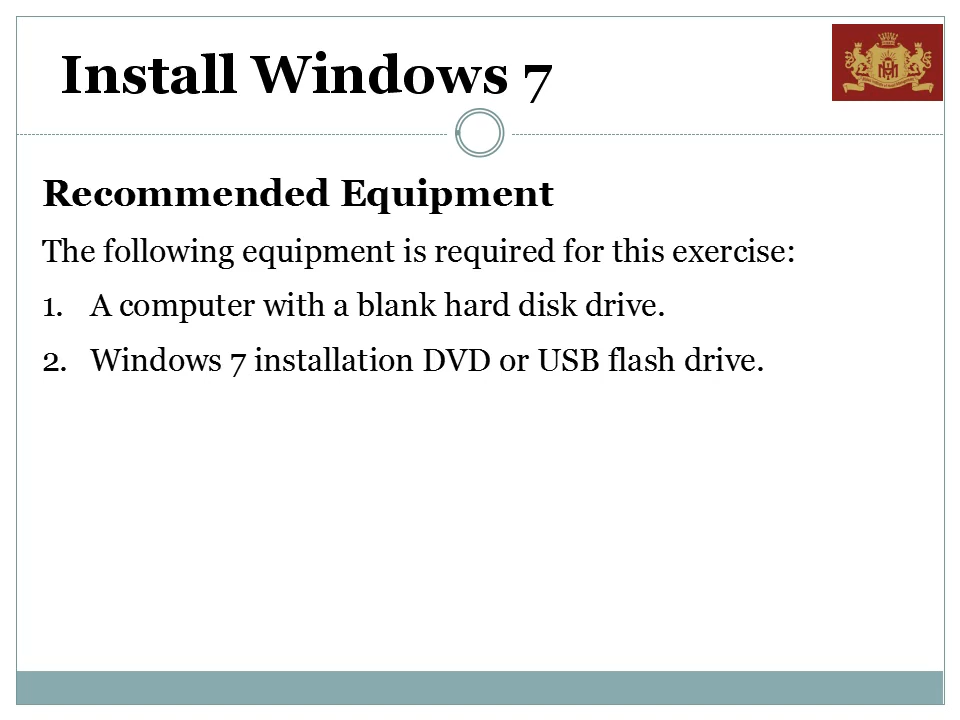 Install Windows 7
Recommended Equipment
The following equipment is required for this exercise:
1. A computer with a blank hard disk drive.
2. Windows 7 installation DVD or USB flash drive.